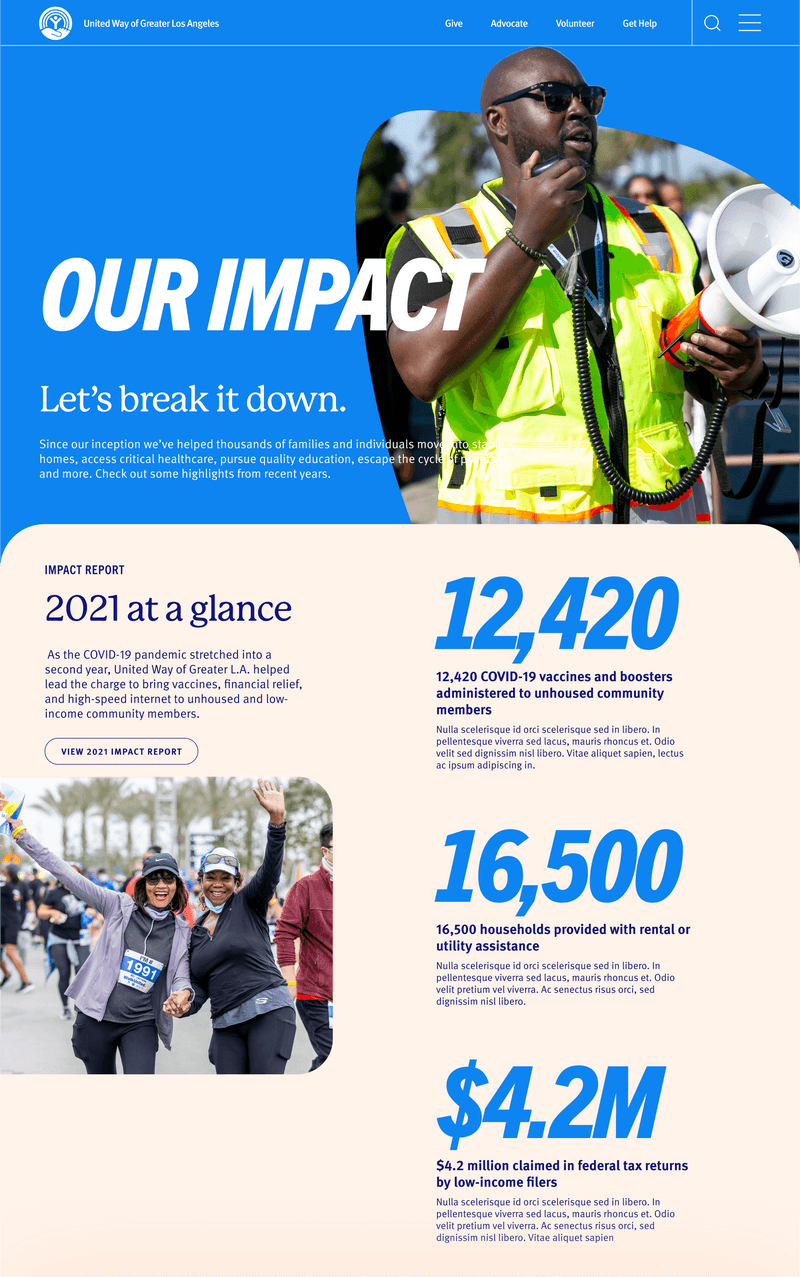 United Way of Greater Los Angeles
Give
Advocate
Volunteer
Get Help
OUR IMPACT
Let's break it down.
Since our inception we've helped thousands of families and individuals move into
homes, access critical healthcare, pursue quality education, escape the cycle of
and more. Check out some highlights from recent years.
IMPACT REPORT
2021 at a glance
As the COVID-19 pandemic stretched into a
second year, United Way of Greater L.A. helped
lead the charge to bring vaccines, financial relief,
and high-speed internet to unhoused and low-
income community members.
VIEW 2021 IMPACT REPORT
1991
12,420
12,420 COVID-19 vaccines and boosters
administered to unhoused community
members
Nulla scelerisque id orci scelerisque sed in libero. In
pellentesque viverra sed lacus, mauris rhoncus et. Odio
velit sed dignissim nisl libero. Vitae aliquet sapien, lectus
ac ipsum adipiscing in.
16,500
16,500 households provided with rental or
utility assistance
Nulla scelerisque id orci scelerisque sed in libero. In
pellentesque viverra sed lacus, mauris rhoncus et. Odio
velit pretium vel viverra. Ac senectus risus orci, sed
dignissim nisl libero.
$4.2M
$4.2 million claimed in federal tax returns
by low-income filers
Nulla scelerisque id orci scelerisque sed in libero. In
pellentesque viverra sed lacus, mauris rhoncus et. Odio
velit pretium vel viverra. Ac senectus risus orci, sed
dignissim nisl libero. Vitae aliquet sapien